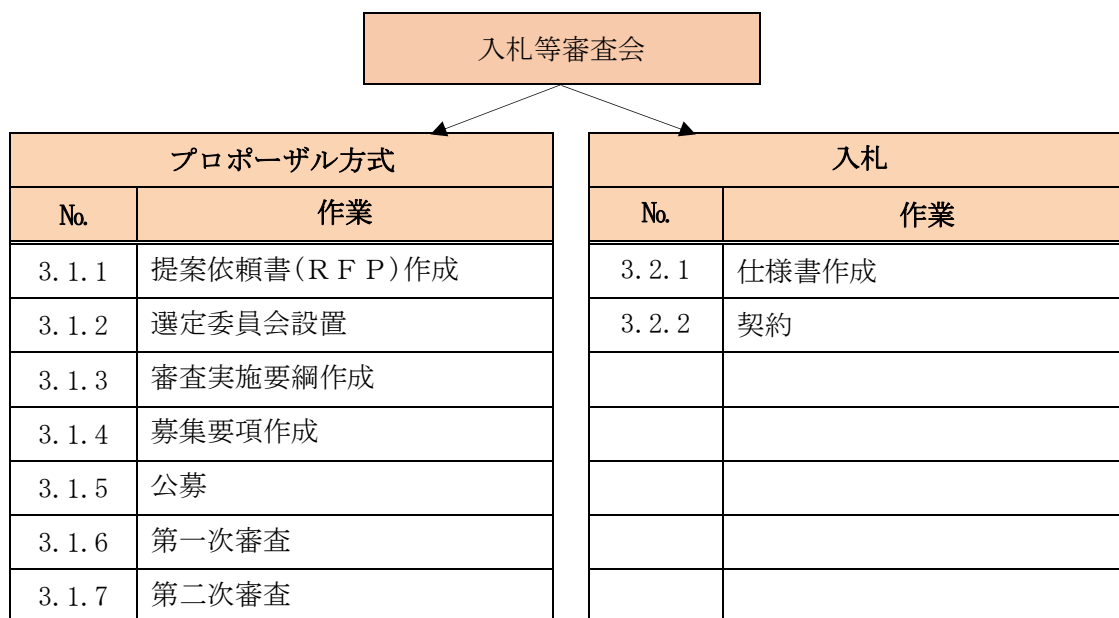 入札等審査会
プロポーザル方式
№ 作業
3.1.1 提案依頼書(ＲＦＰ)作成
3.1.2 選定委員会設置
3.1.3 審査実施要綱作成
3.1.4 募集要項作成
3.1.5 公募
3.1.6 第一次審査
3.1.7 第二次審査
入札
№ 作業
3.2.1 仕様書作成
3.2.2 契約